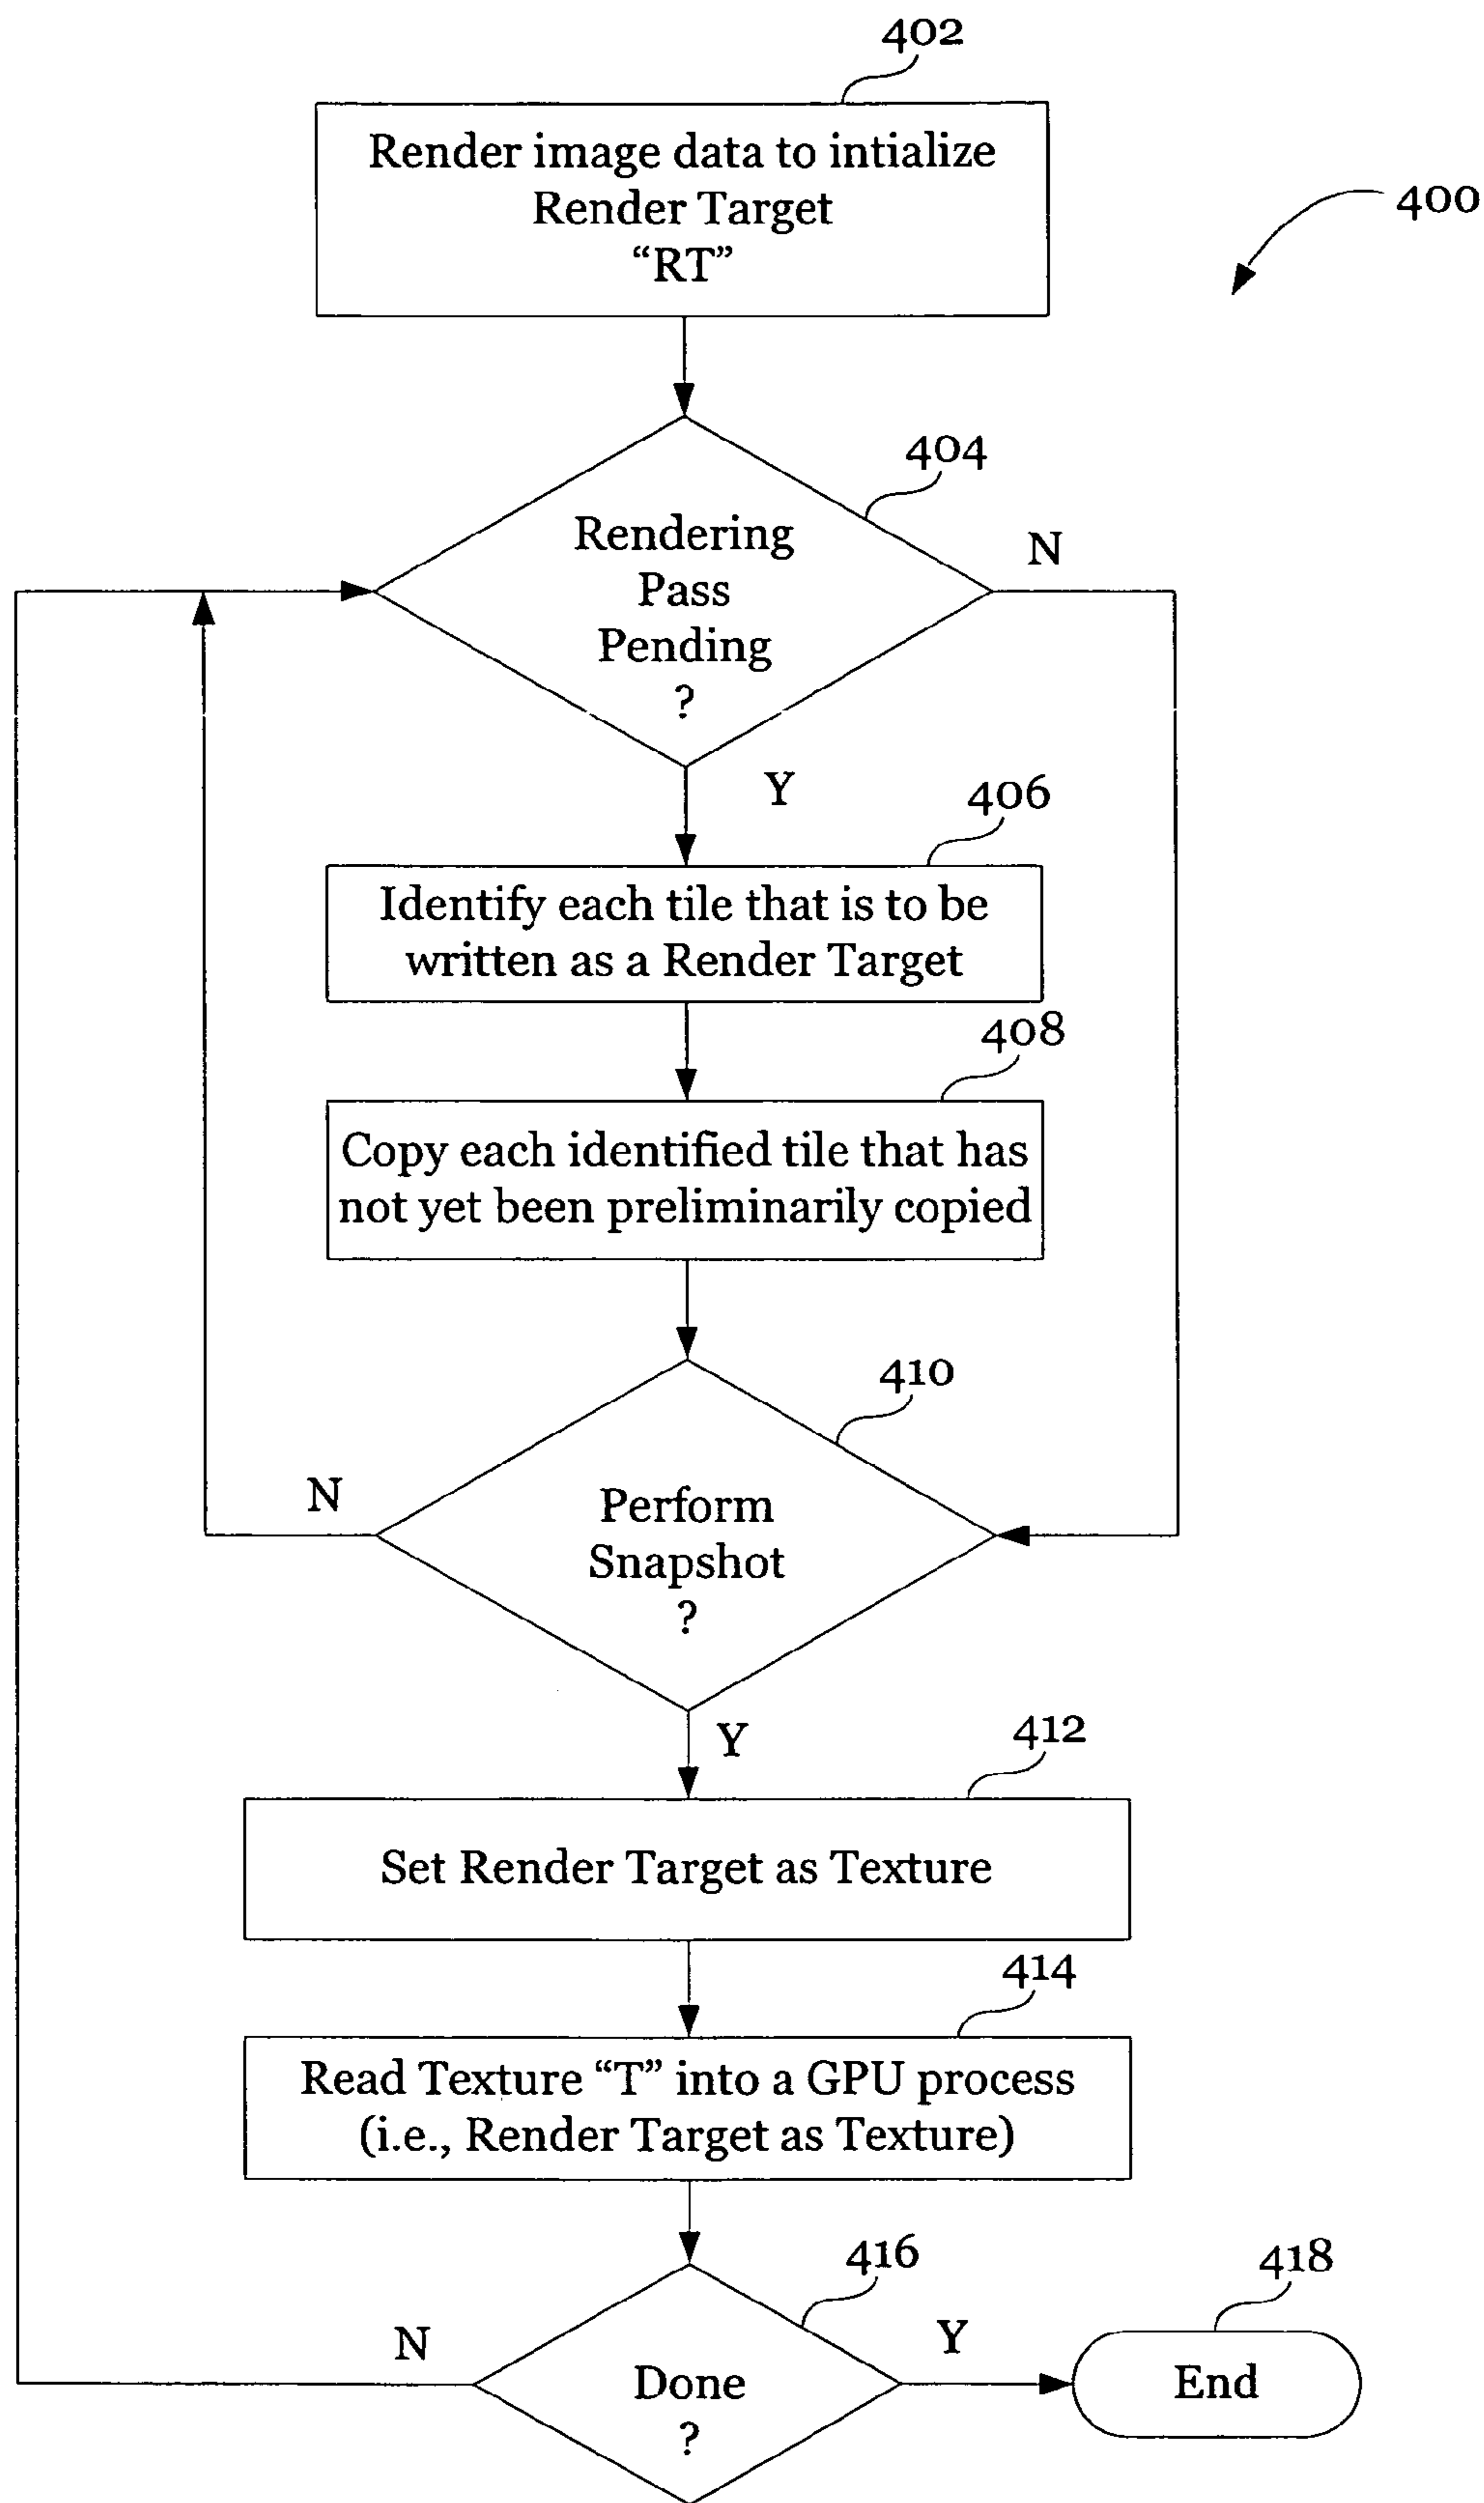 402
Render image data to intialize
Render Target
“RT”
400
404
Rendering
Pass
Pending
?
N
Y
406
Identify each tile that is to be
written as a Render Target
408
Copy each identified tile that has
not yet been preliminarily copied
410
Perform
Snapshot
?
N
Y
412
Set Render Target as Texture
414
Read Texture “T” into a GPU process
(i.e., Render Target as Texture)
416
Done
?
N
Y
418
End